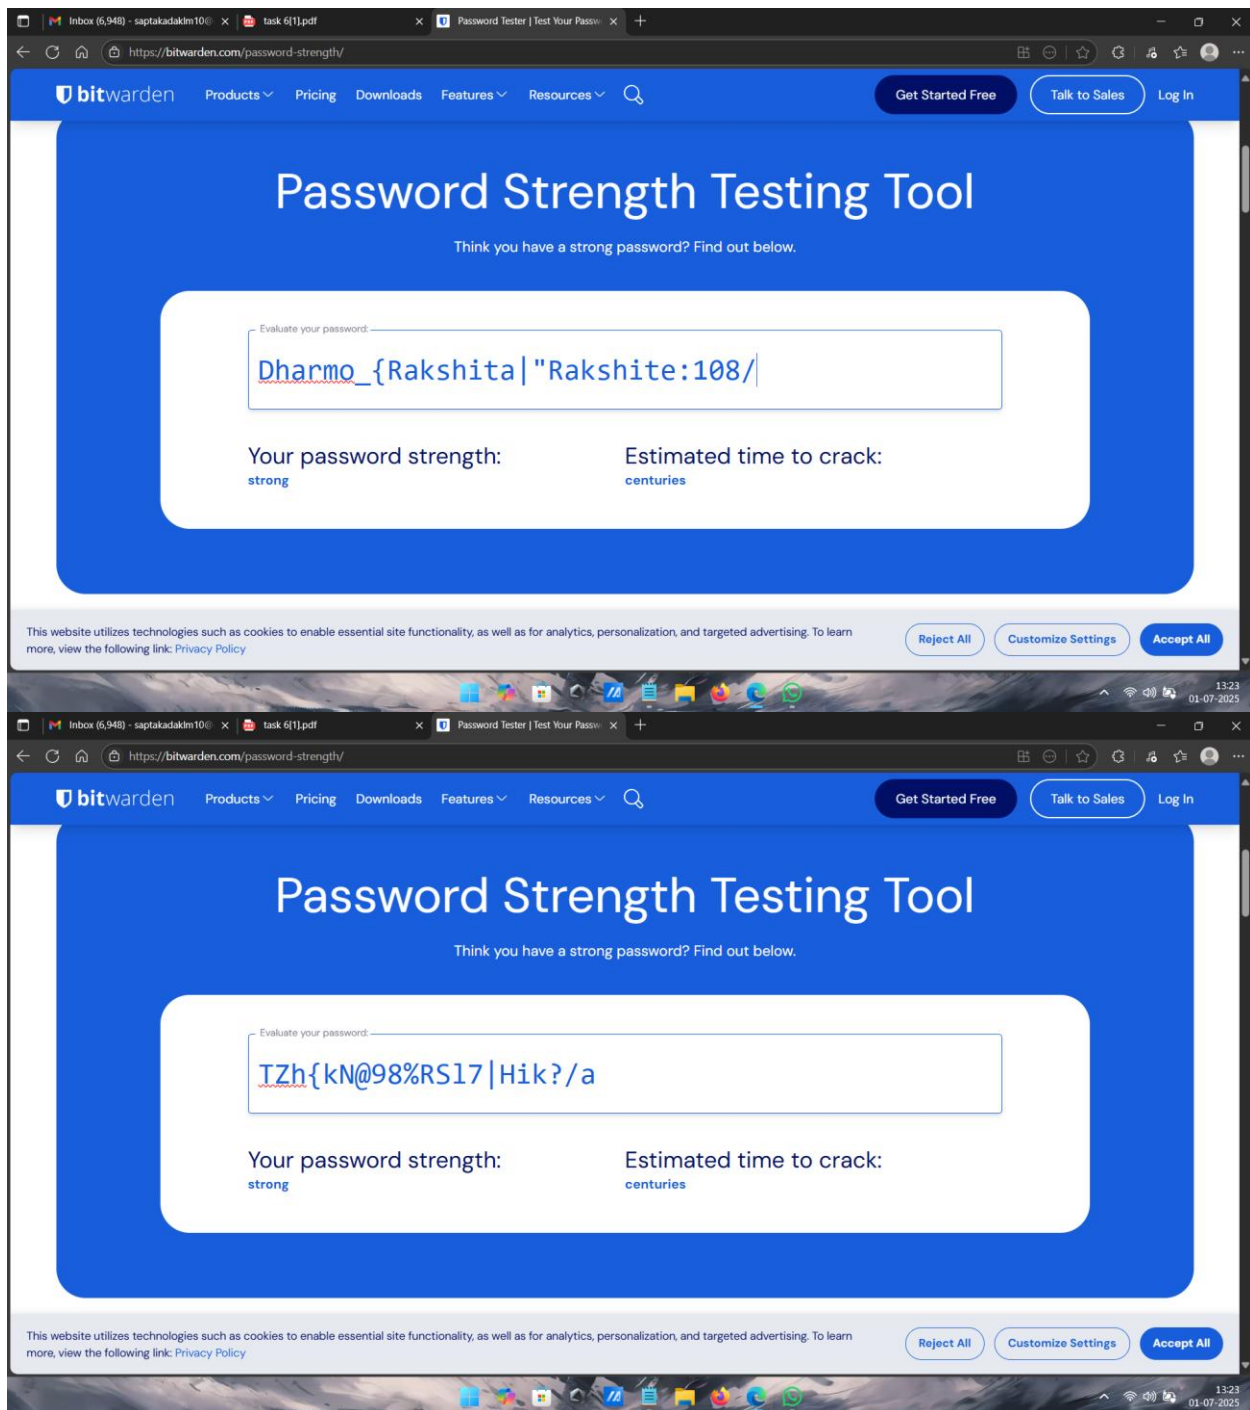 Inbox (6,948) - saptakadaklm10@
task 6[1].pdf
Password Tester | Test Your Passw
https://bitwarden.com/password-strength/
bitwarden Products Pricing Downloads Features Resources Get Started Free Talk to Sales Log In
Password Strength Testing Tool
Think you have a strong password? Find out below.
Evaluate your password:
Dharmo_{Rakshita|"Rakshite:108/
Your password strength: Estimated time to crack:
strong centuries
This website utilizes technologies such as cookies to enable essential site functionality, as well as for analytics, personalization, and targeted advertising. To learn
more, view the following link: Privacy Policy
Reject All Customize Settings Accept All
13:23
01-07-2025
Inbox (6,948) - saptakadaklm10@
task 6[1].pdf
Password Tester | Test Your Passw
https://bitwarden.com/password-strength/
bitwarden Products Pricing Downloads Features Resources Get Started Free Talk to Sales Log In
Password Strength Testing Tool
Think you have a strong password? Find out below.
Evaluate your password:
TZh{kN@98%RSl7|Hik?/a
Your password strength: Estimated time to crack:
strong centuries
This website utilizes technologies such as cookies to enable essential site functionality, as well as for analytics, personalization, and targeted advertising. To learn
more, view the following link: Privacy Policy
Reject All Customize Settings Accept All
13:23
01-07-2025